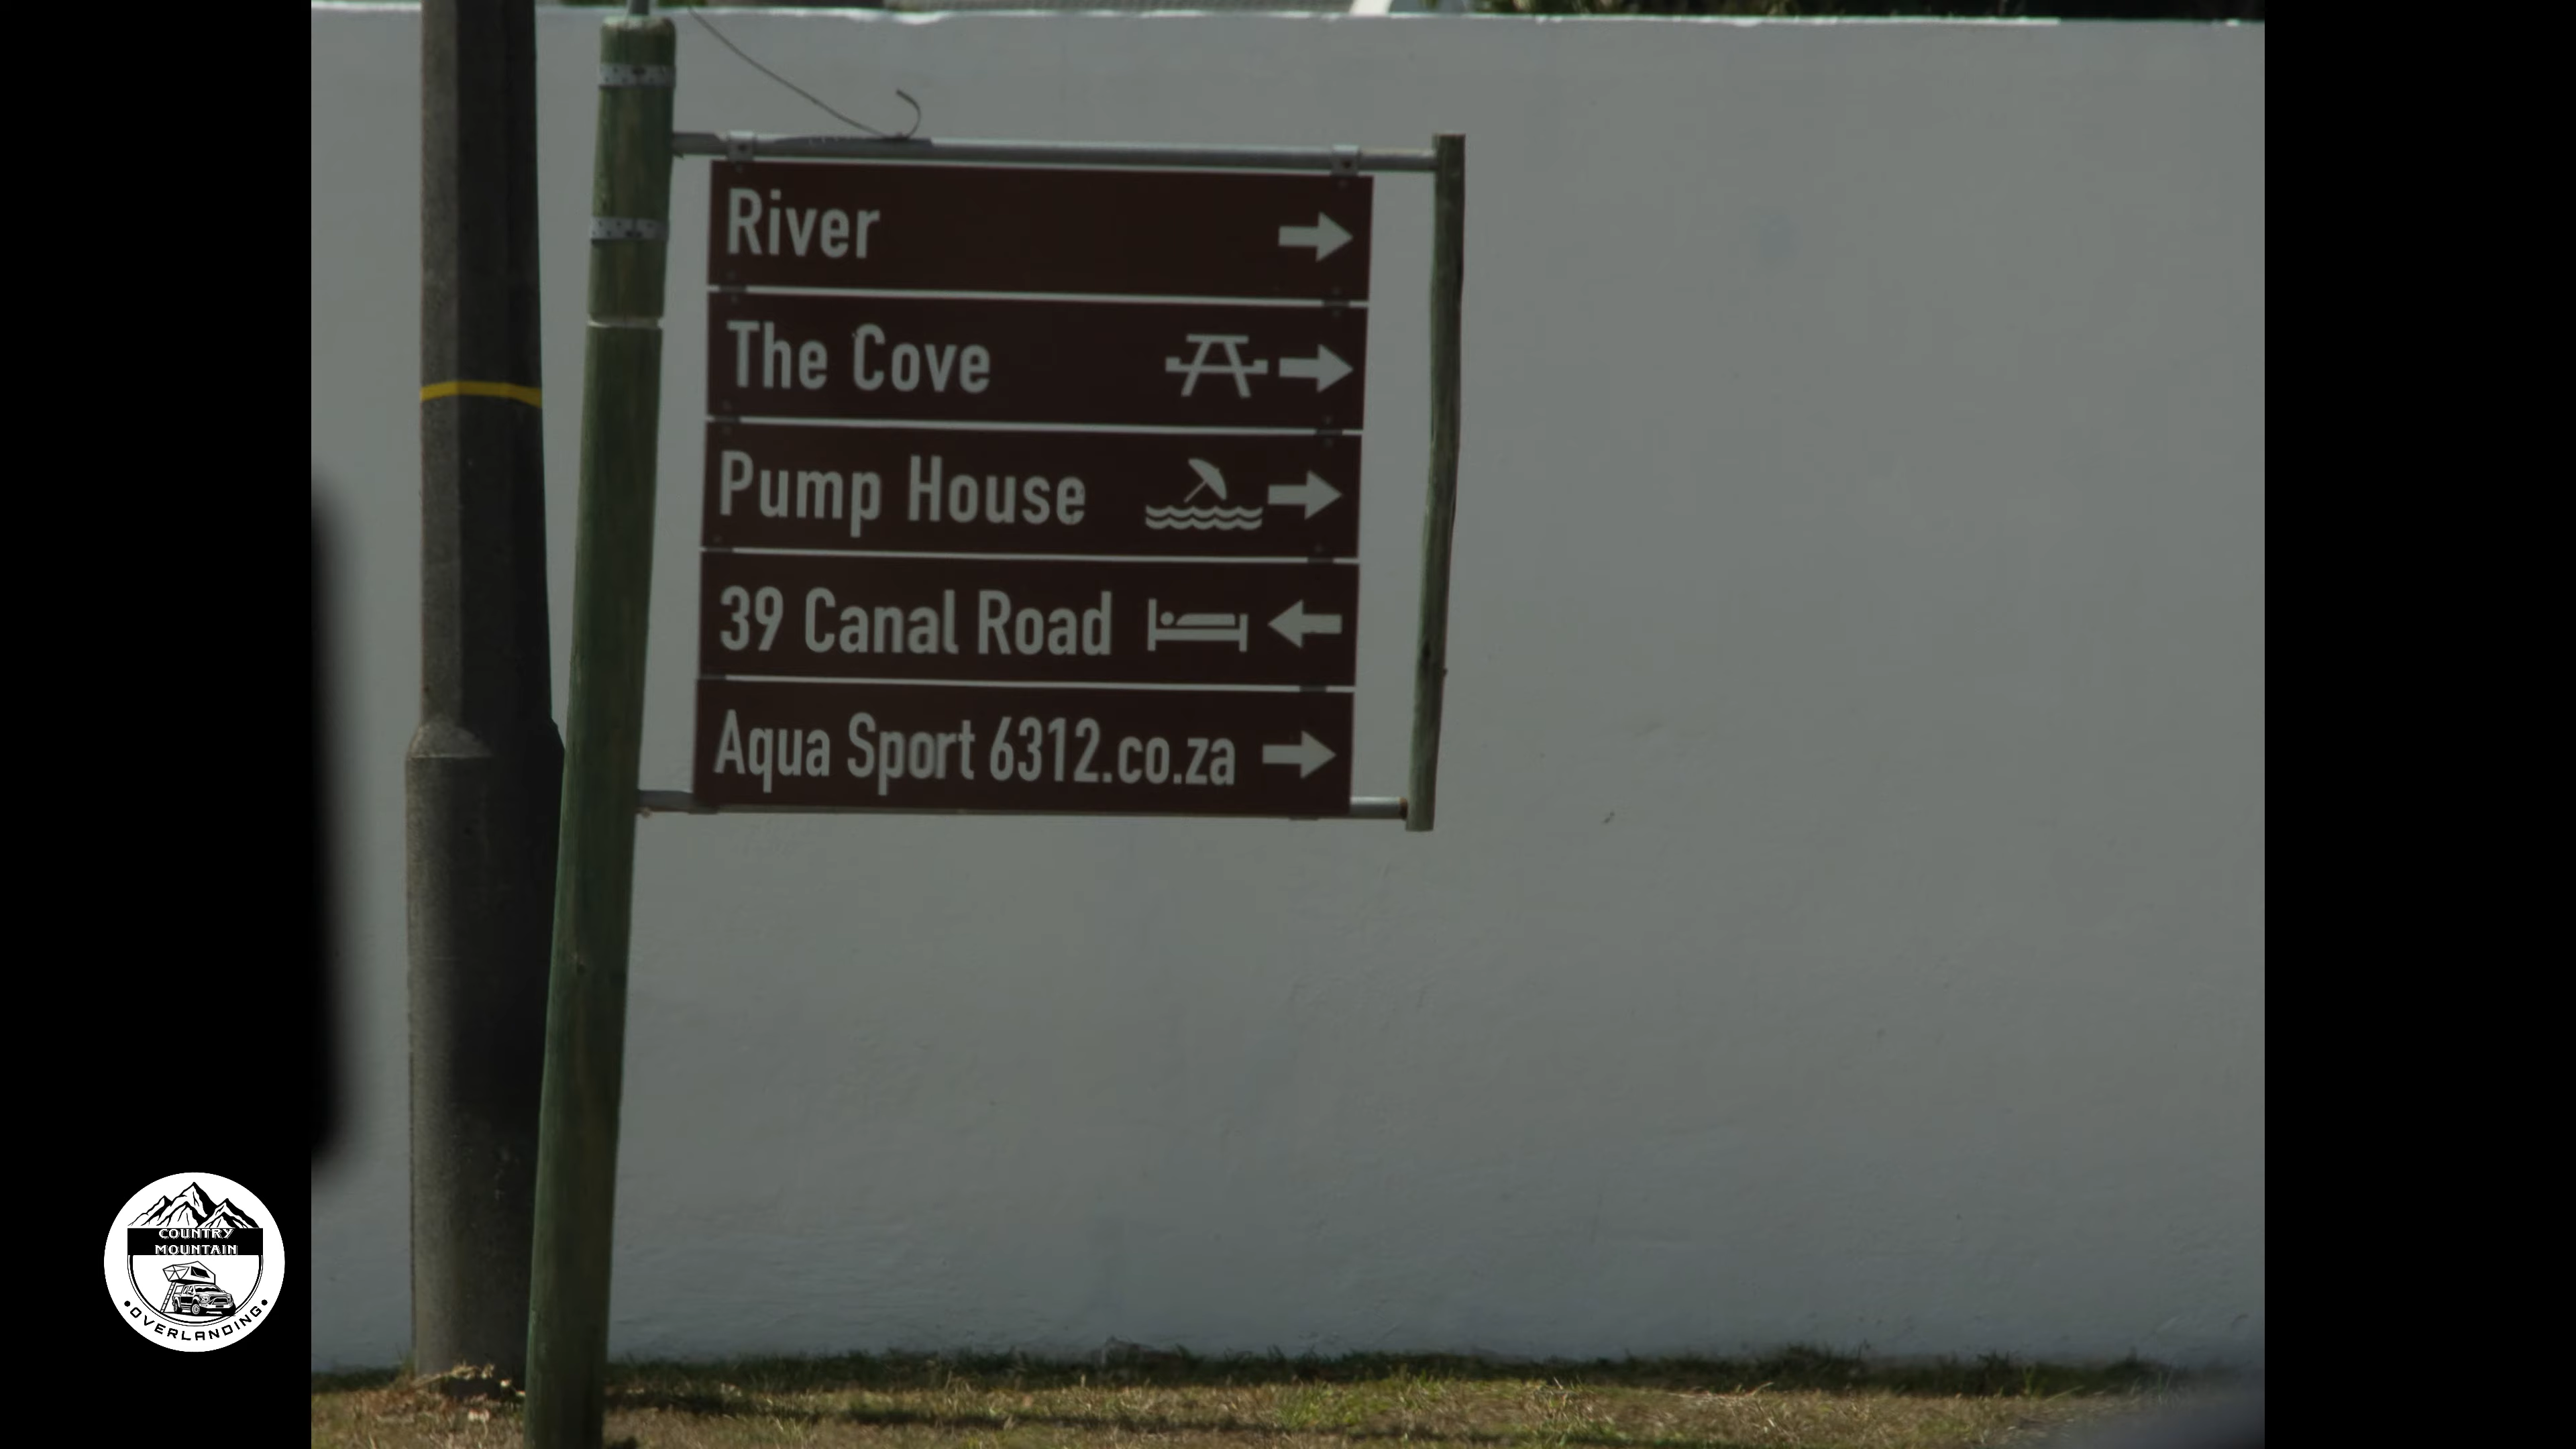 River
The Cove
Pump House
39 Canal Road
Aqua Sport 6312.co.za
COUNTRY
MOUNTAIN
• OVERLANDING •